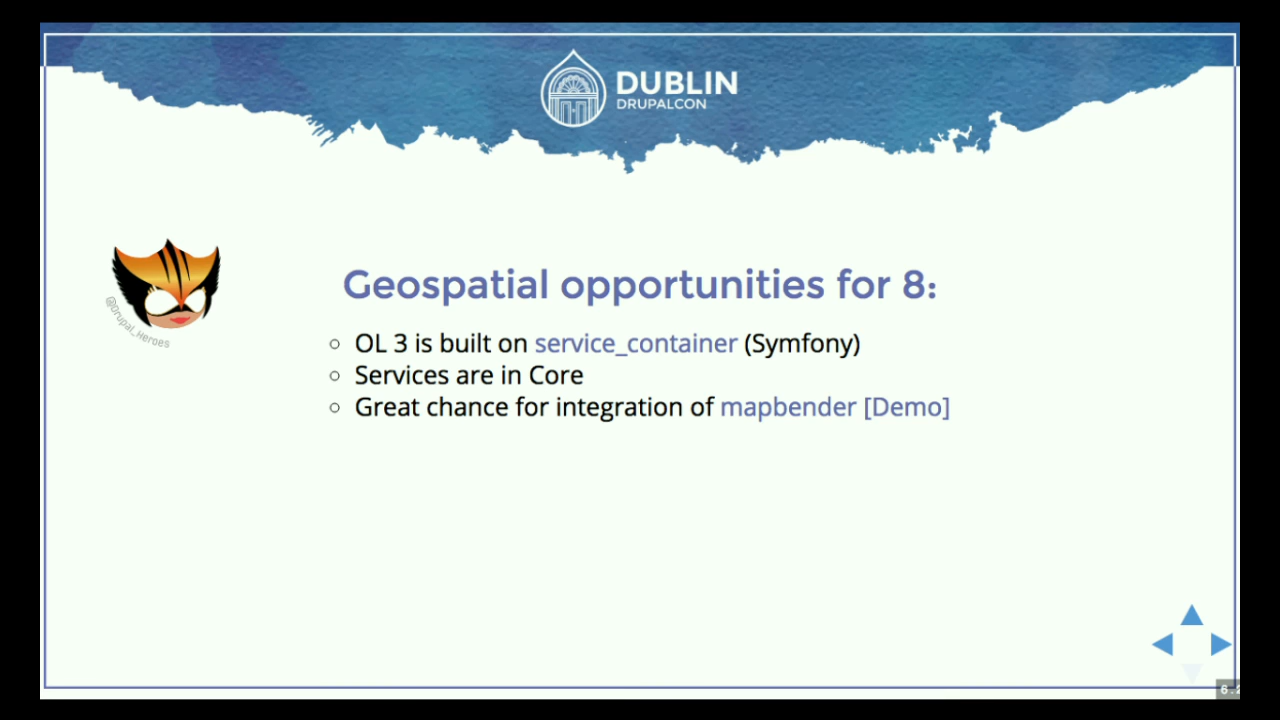 DUBLIN
DRUPALCON
@Drupal_Heroes
Geospatial opportunities for 8:
OL 3 is built on service_container (Symfony)
Services are in Core
Great chance for integration of mapbender [Demo]